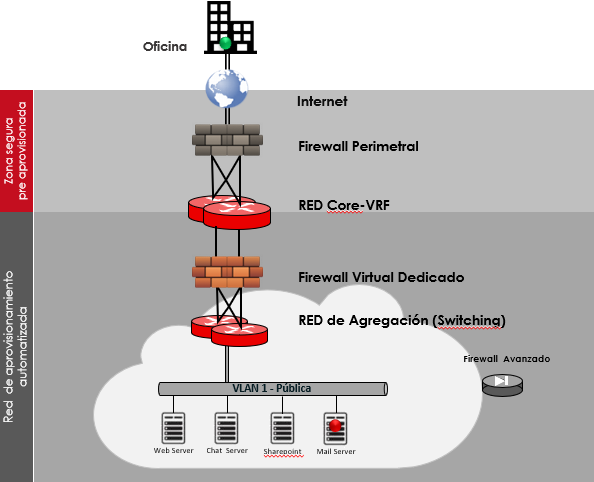 Oficina
Internet
Zona segura
pre aprovisionada
Firewall Perimetral
RED Core-VRF
Firewall Virtual Dedicado
RED de Agregación (Switching)
Red de aprovisionamiento
automatizada
Firewall Avanzado
VLAN 1 - Pública
Web Server
Chat Server
Sharepoint
Mail Server